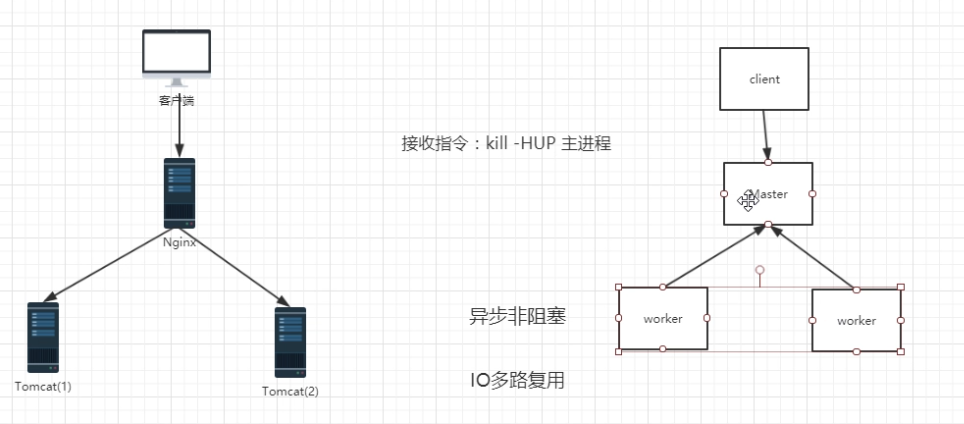 客户端
Nginx
Tomcat(1)
Tomcat(2)
接收指令：kill -HUP 主进程
异步非阻塞
IO多路复用
client
Master
worker
worker